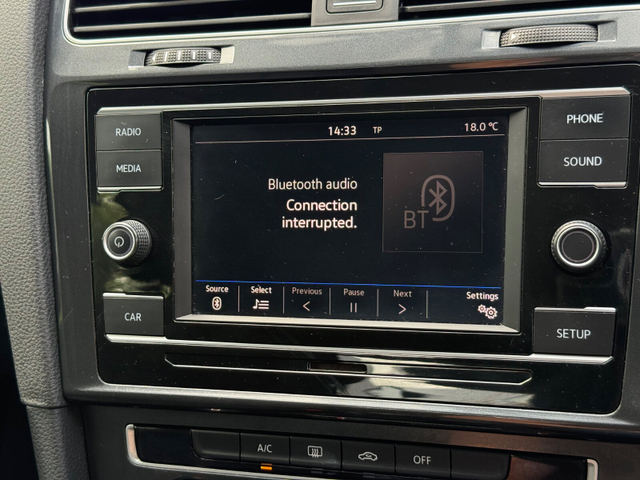 RADIO
MEDIA
CAR
14:33 TP 18.0 °C
Bluetooth audio
Connection
interrupted.
BT
Source Select Previous Pause Next Settings
PHONE
SOUND
SETUP
A/C OFF